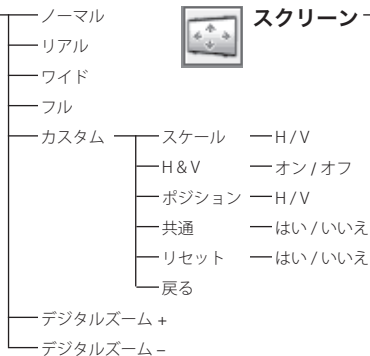 ノーマル
スクリーン
リアル
ワイド
フル
カスタム スケール H / V
H & V オン / オフ
ポジション H / V
共通 はい / いいえ
リセット はい / いいえ
戻る
デジタルズーム +
デジタルズーム –